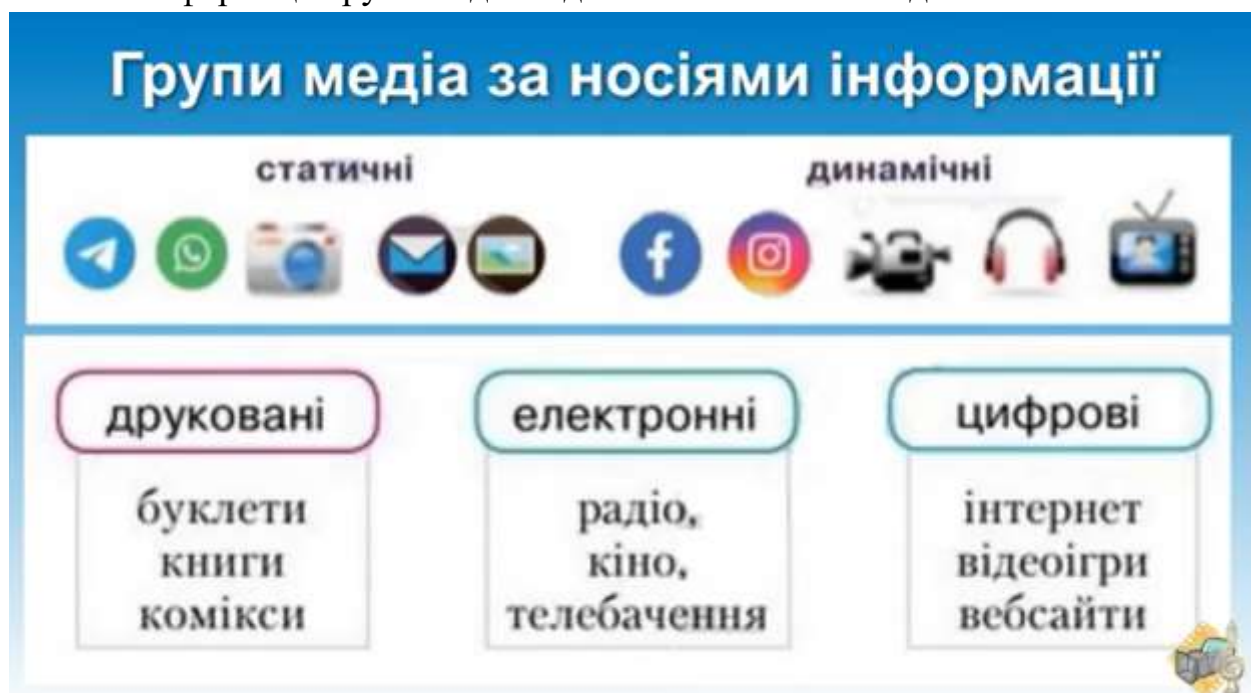 Групи медіа за носіями інформації
статичні
динамічні
друковані
буклети
книги
комікси
електронні
радіо,
кіно,
телебачення
цифрові
інтернет
відеоігри
вебсайти